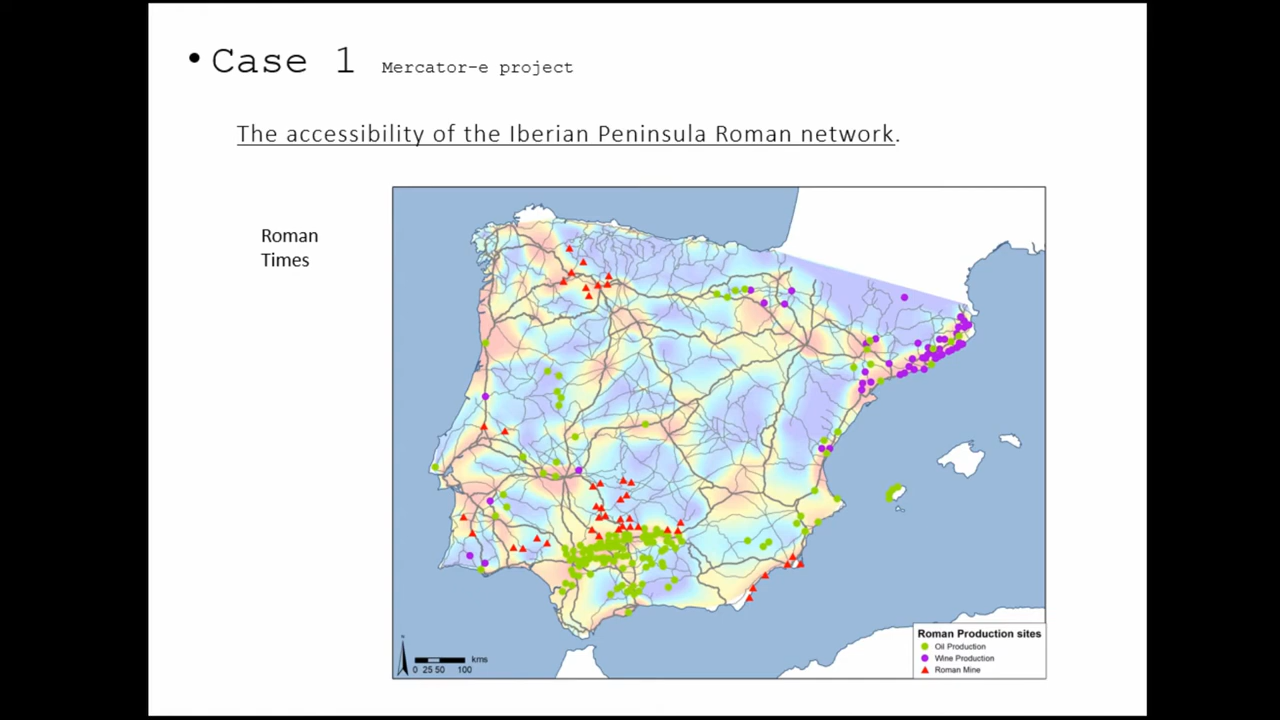 • Case 1 Mercator-e project
The accessibility of the Iberian Peninsula Roman network.
Roman
Times
kms
0 25 50 100
Roman Production sites
Oil Production
Wine Production
Roman Mine